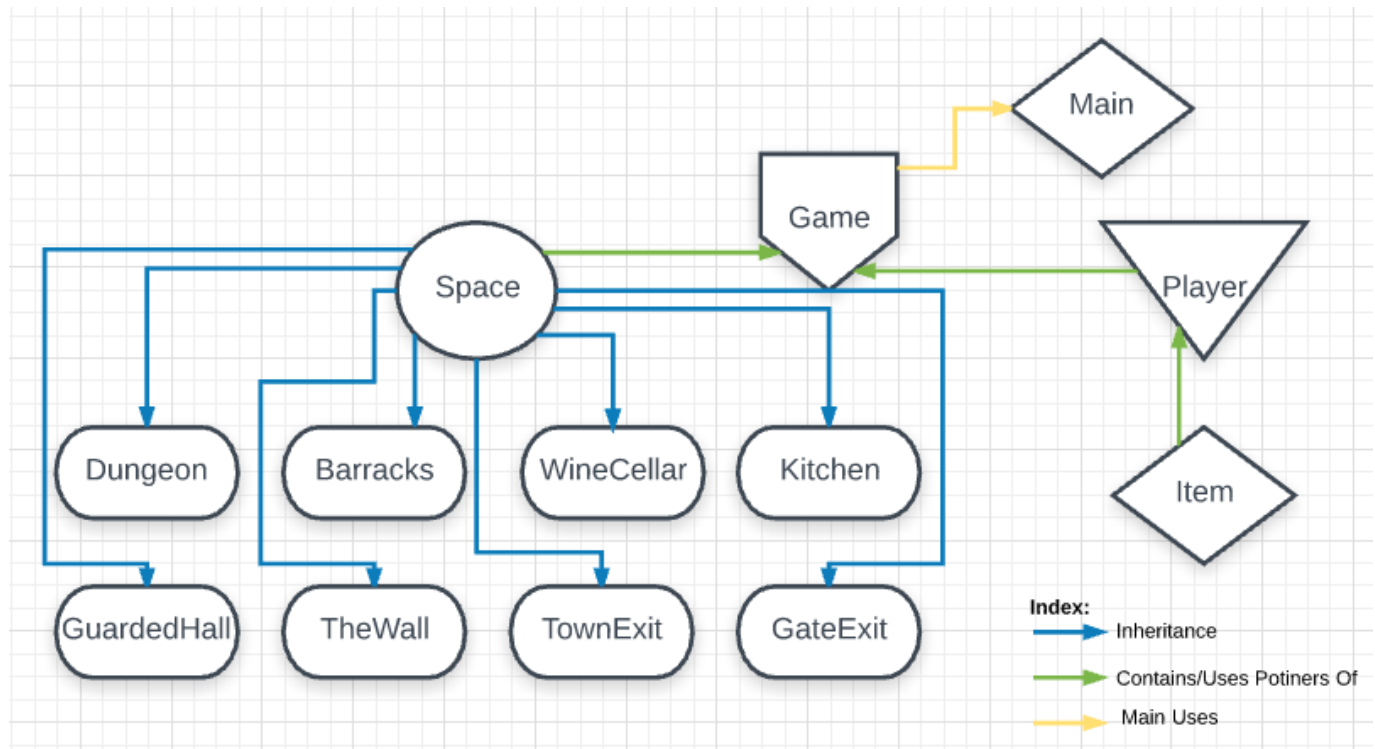 Main
Game
Space
Player
Dungeon
Barracks
WineCellar
Kitchen
Item
GuardedHall
TheWall
TownExit
GateExit
Index:
Inheritance
Contains/Uses Potiners Of
Main Uses